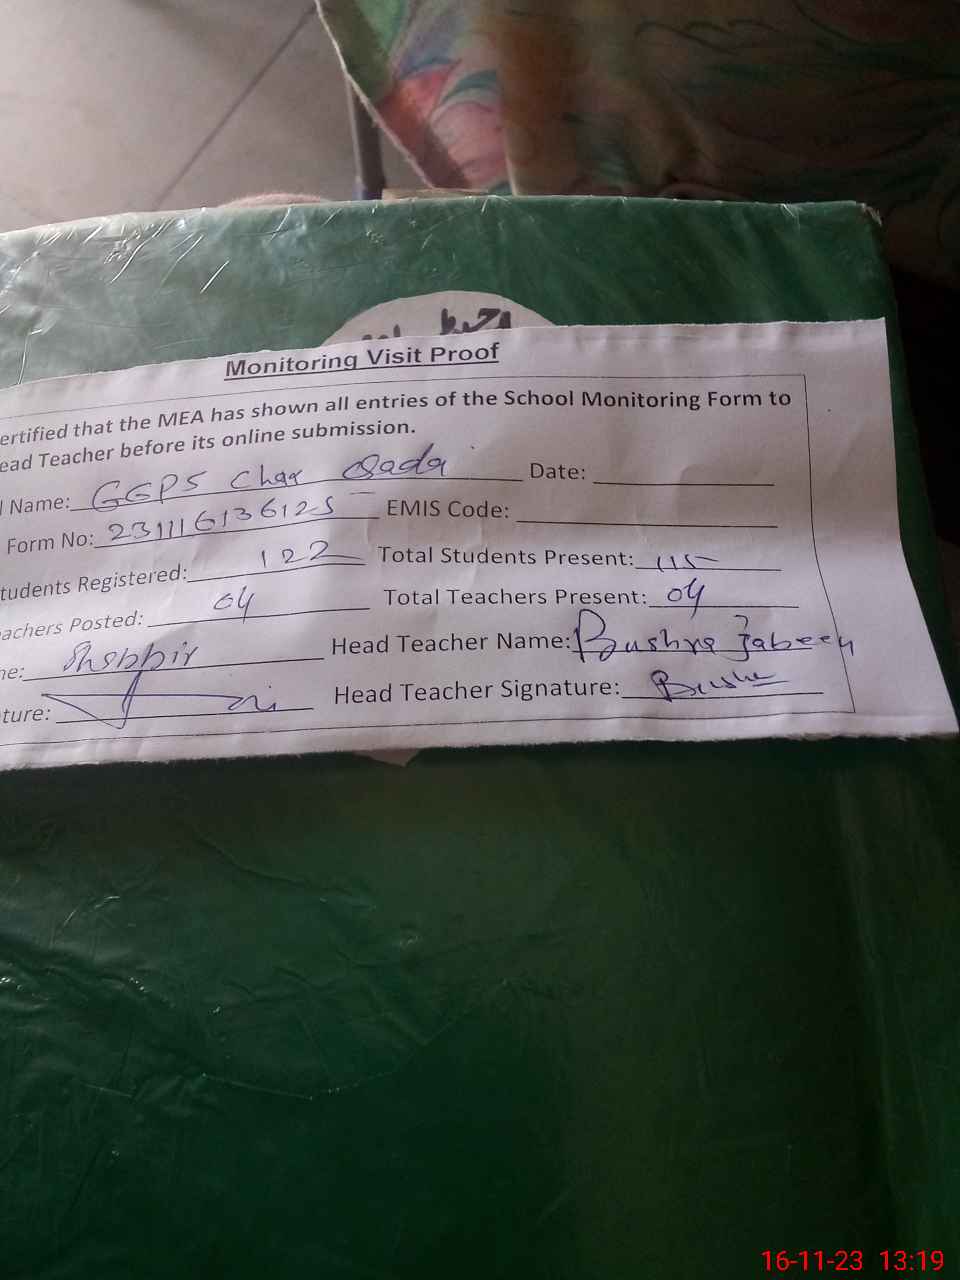 Monitoring Visit Proof
ertified that the MEA has shown all entries of the School Monitoring Form to
ead Teacher before its online submission.
l Name: GGPS Char Sada Date:
Form No: 231116136125 EMIS Code:
tudents Registered: 122 Total Students Present: 115
achers Posted: 04 Total Teachers Present: 04
me: Shabbir Head Teacher Name: Bushra
ture: Head Teacher Signature: Bushra
16-11-23 13:19